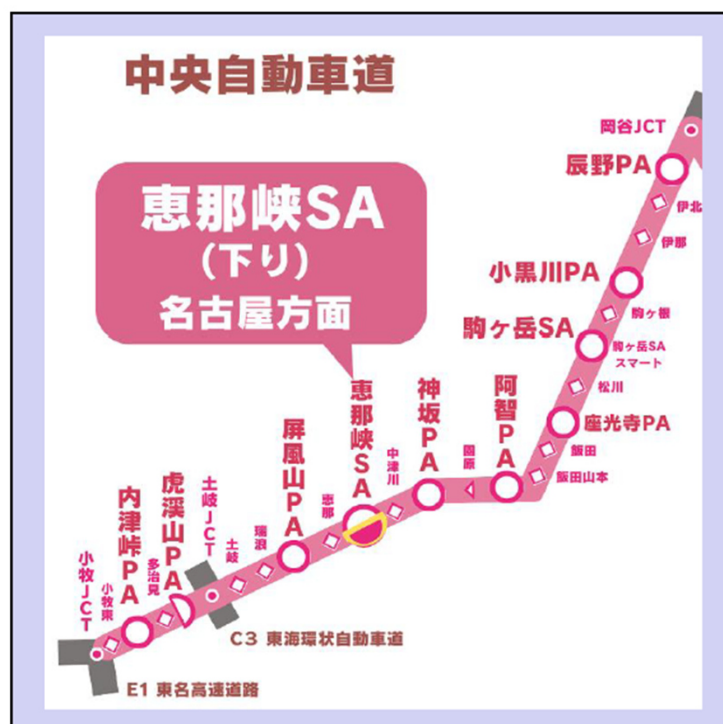 中央自動車道
恵那峡SA
(下り)
名古屋方面
岡谷JCT
辰野PA
伊北
伊那
小黒川PA
駒ヶ根
駒ヶ岳SA
駒ヶ岳SA
スマート
松川
座光寺PA
飯田
飯田山本
阿智PA
園原
神坂PA
中津川
恵那峡SA
恵那
屏風山PA
瑞浪
土岐
土岐JCT
虎渓山PA
多治見
内津峠PA
小牧東
小牧JCT
C3 東海環状自動車道
E1 東名高速道路